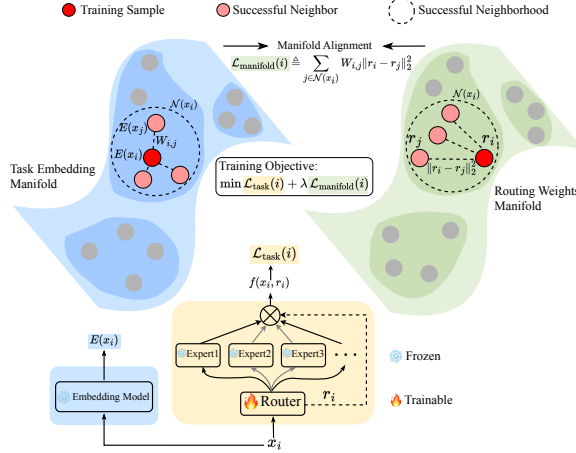 Training Sample
Successful Neighbor
Successful Neighborhood
Manifold Alignment
$\mathcal{L}_{\text{manifold}}(i) \triangleq \sum_{j \in \mathcal{N}(x_i)} W_{i,j} \| r_i - r_j \|_2^2$
$\mathcal{N}(x_i)$
$E(x_j)$
$W_{i,j}$
$E(x_i)$
Task Embedding
Manifold
$\mathcal{N}(x_i)$
$r_j$
$r_i$
$\| r_i - r_j \|_2^2$
Routing Weights
Manifold
Training Objective:
$\min \mathcal{L}_{\text{task}}(i) + \lambda \mathcal{L}_{\text{manifold}}(i)$
$\mathcal{L}_{\text{task}}(i)$
$f(x_i, r_i)$
$E(x_i)$
Embedding Model
Expert1
Expert2
Expert3
...
Router
$r_i$
$x_i$
Frozen
Trainable